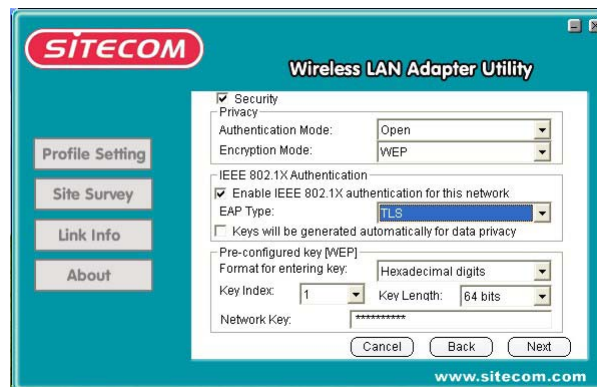 SITECOM
Wireless LAN Adapter Utility
Profile Setting
Site Survey
Link Info
About
Security
Privacy
Authentication Mode: Open
Encryption Mode: WEP
IEEE 802.1X Authentication
Enable IEEE 802.1X authentication for this network
EAP Type: TLS
Keys will be generated automatically for data privacy
Pre-configured key [WEP]
Format for entering key: Hexadecimal digits
Key Index: 1 Key Length: 64 bits
Network Key: **********
Cancel Back Next
www.sitecom.com